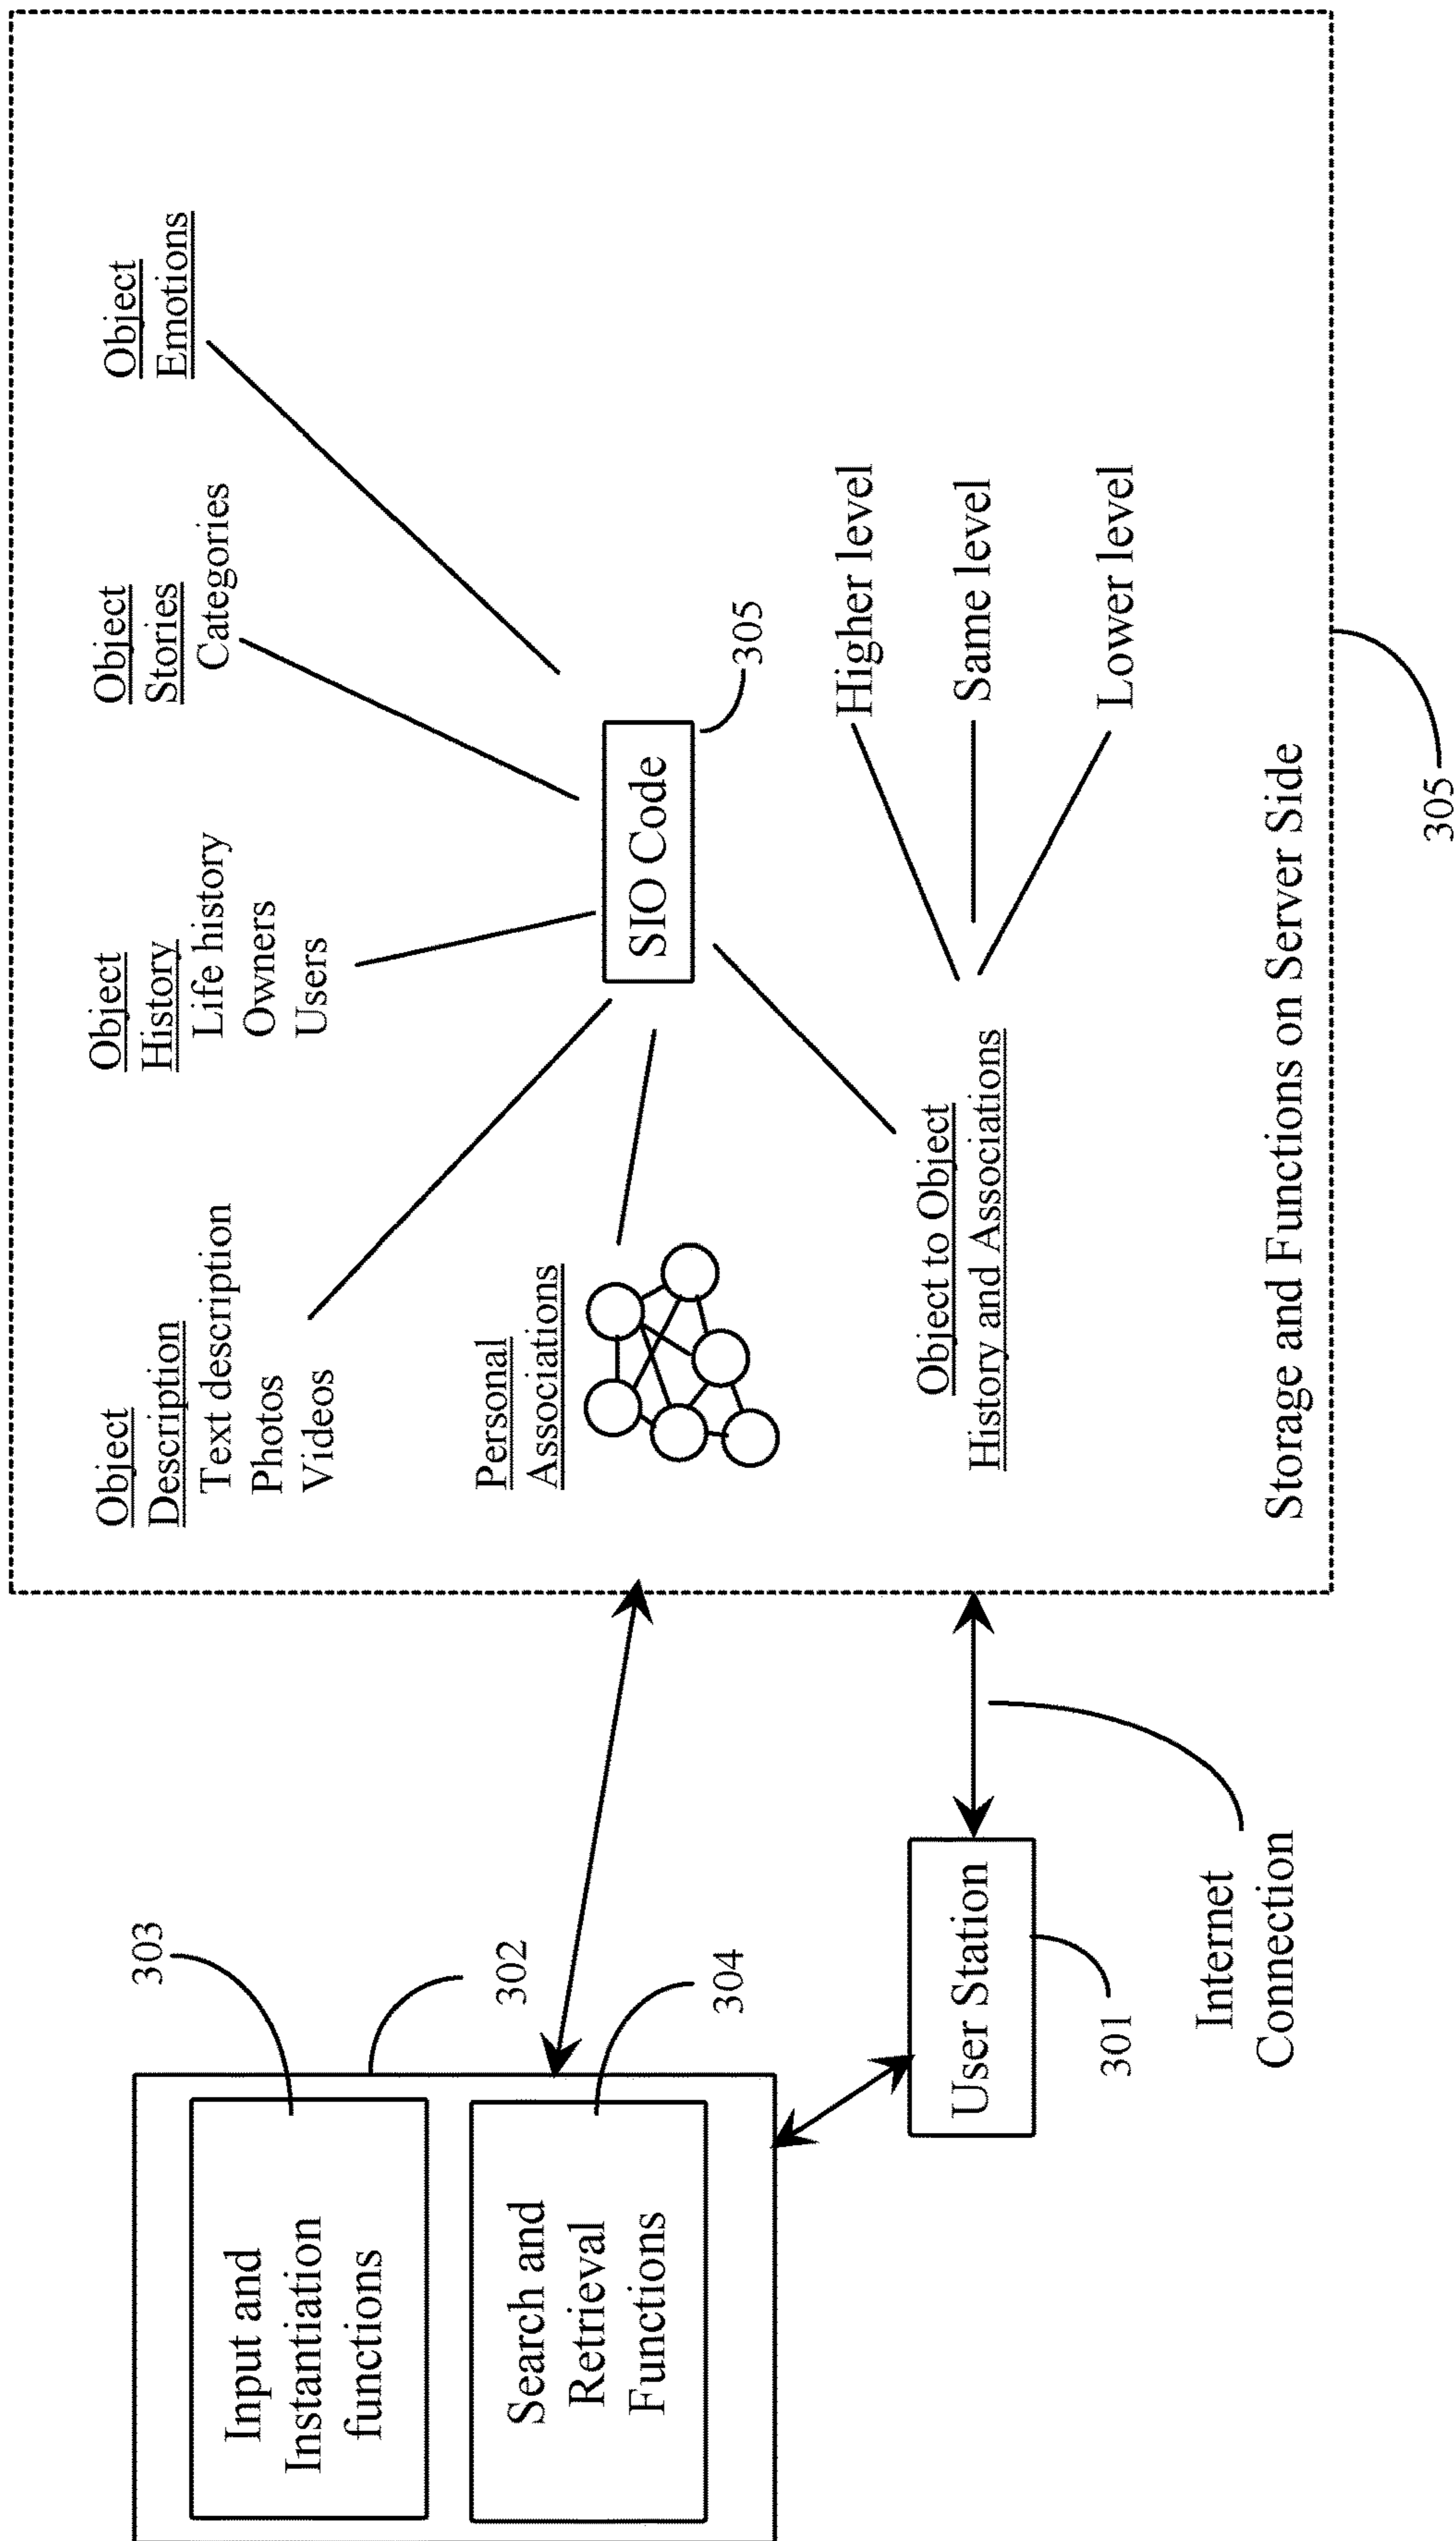 Input and
Instantiation
functions
303
302
Search and
Retrieval
Functions
304
User Station
301
Internet
Connection
Object
Description
Text description
Photos
Videos
Object
History
Life history
Owners
Users
Object
Stories
Categories
Object
Emotions
Personal
Associations
SIO Code
305
Object to Object
History and Associations
Higher level
Same level
Lower level
Storage and Functions on Server Side
305